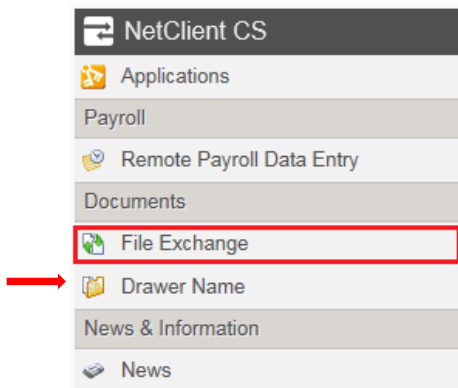 NetClient CS
Applications
Payroll
Remote Payroll Data Entry
Documents
File Exchange
Drawer Name
News & Information
News